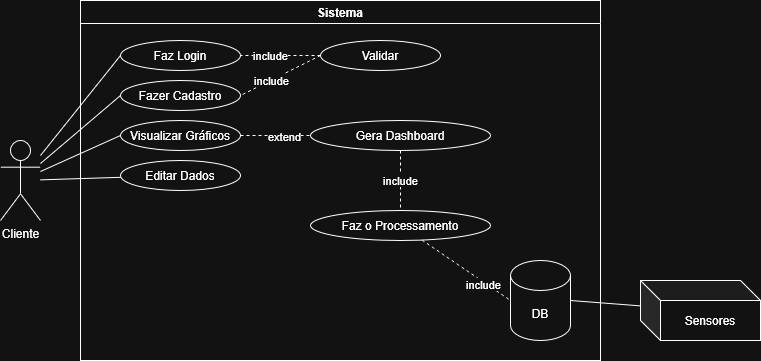 Sistema
Faz Login
include
Validar
include
Fazer Cadastro
Visualizar Gráficos
extend
Gera Dashboard
Editar Dados
include
Cliente
Faz o Processamento
include
DB
Sensores